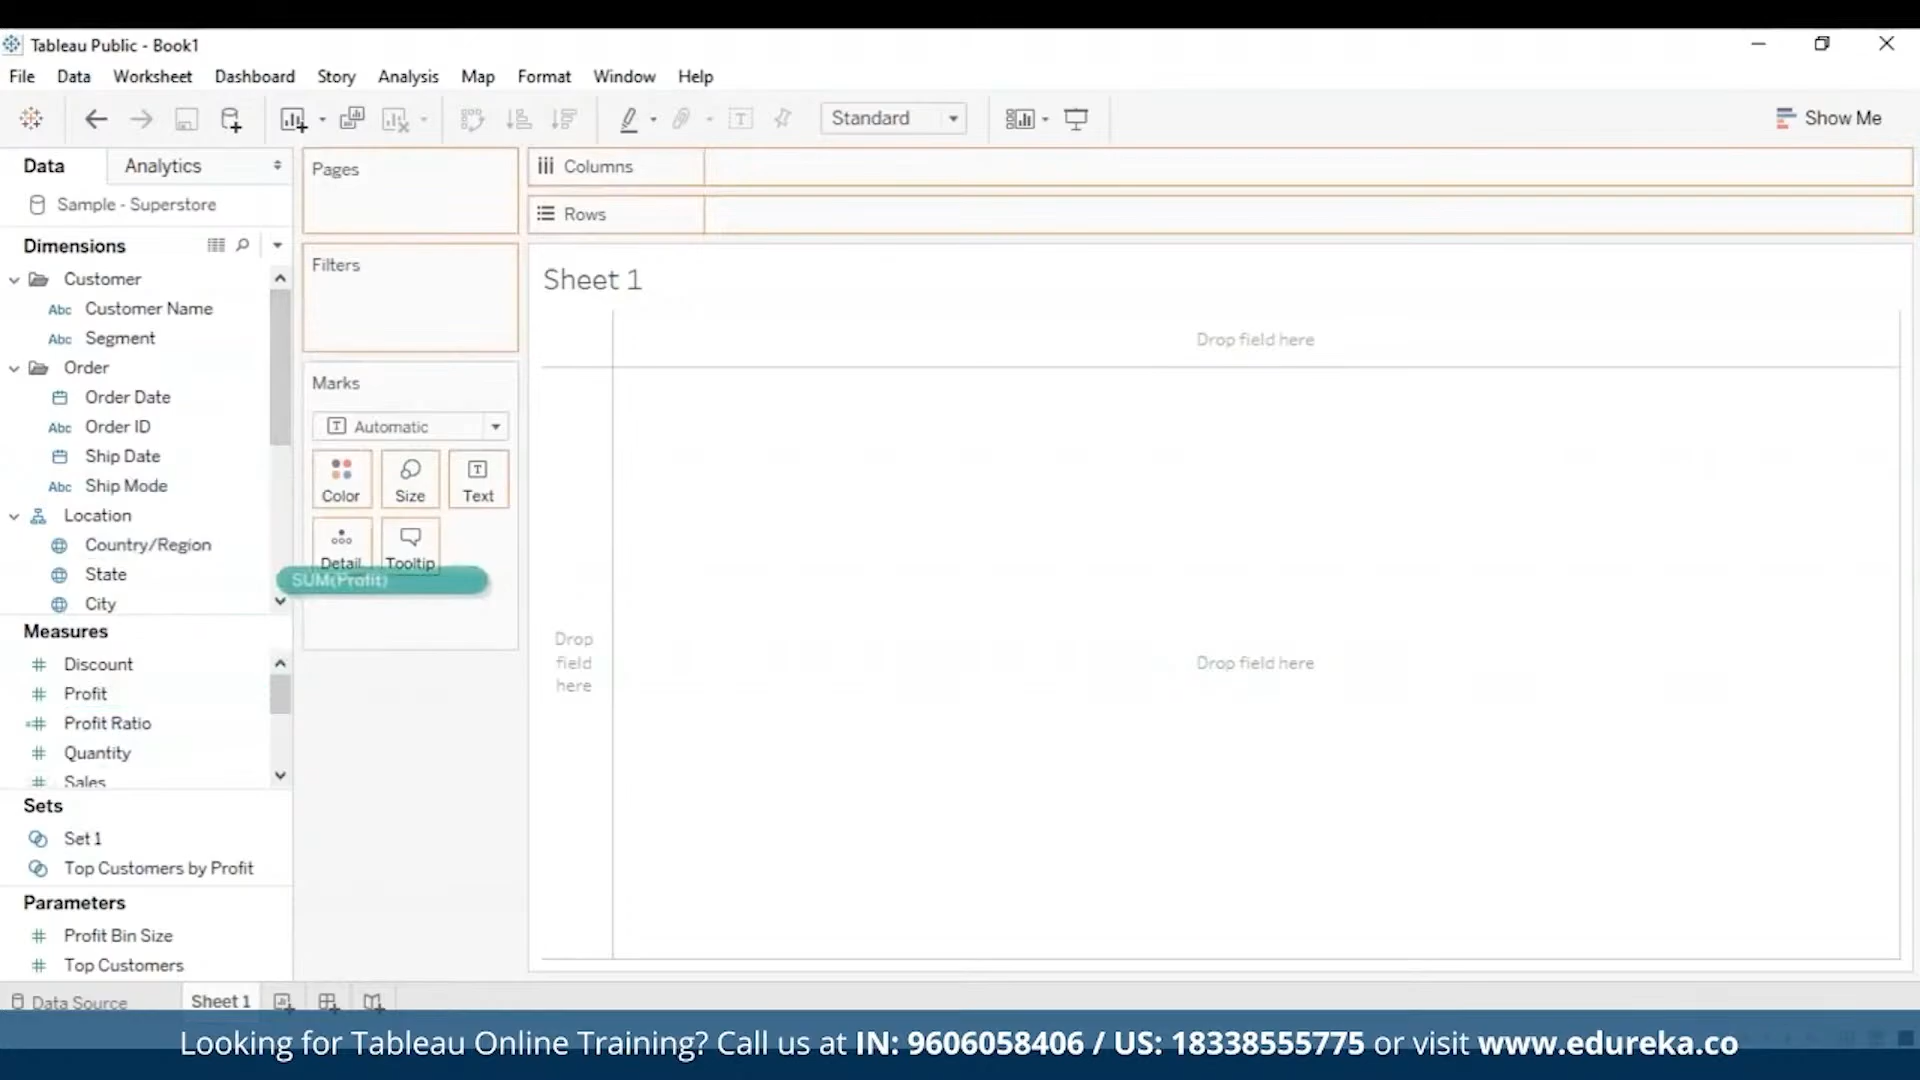 Tableau Public - Book1
File Data Worksheet Dashboard Story Analysis Map Format Window Help
Standard
Show Me
Data Analytics
Sample - Superstore
Dimensions
Customer
Abc Customer Name
Abc Segment
Order
Order Date
Abc Order ID
Ship Date
Abc Ship Mode
Location
Country/Region
State
City
Measures
Discount
Profit
Profit Ratio
Quantity
Sales
Sets
Set 1
Top Customers by Profit
Parameters
Profit Bin Size
Top Customers
Pages
Filters
Marks
Automatic
Color Size Text
Detail Tooltip
SUM(Profit)
Columns
Rows
Sheet 1
Drop field here
Drop
field
here
Drop field here
Data Source Sheet 1
Looking for Tableau Online Training? Call us at IN: 9606058406 / US: 18338555775 or visit www.edureka.co